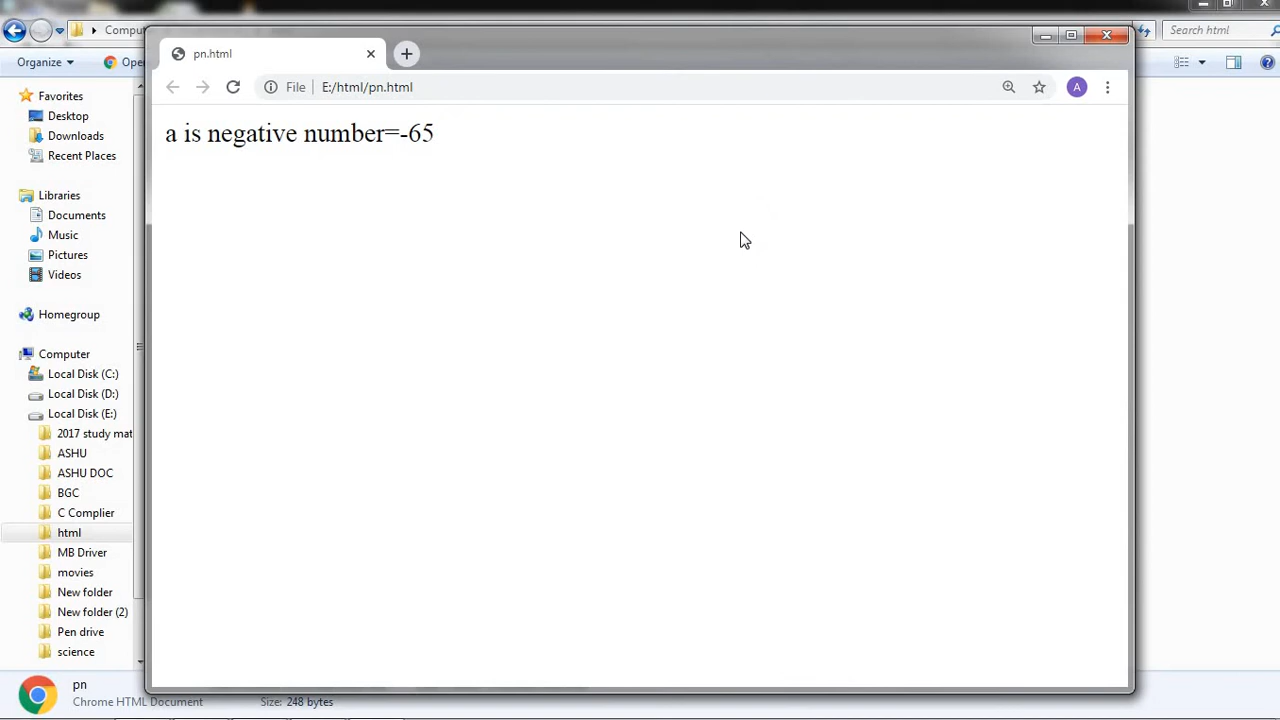 Compu
Search html
Organize
Ope
pn.html
File
E:/html/pn.html
A
a is negative number=-65
Favorites
Desktop
Downloads
Recent Places
Libraries
Documents
Music
Pictures
Videos
Homegroup
Computer
Local Disk (C:)
Local Disk (D:)
Local Disk (E:)
2017 study mat
ASHU
ASHU DOC
BGC
C Complier
html
MB Driver
movies
New folder
New folder (2)
Pen drive
science
pn
Chrome HTML Document
Size: 248 bytes